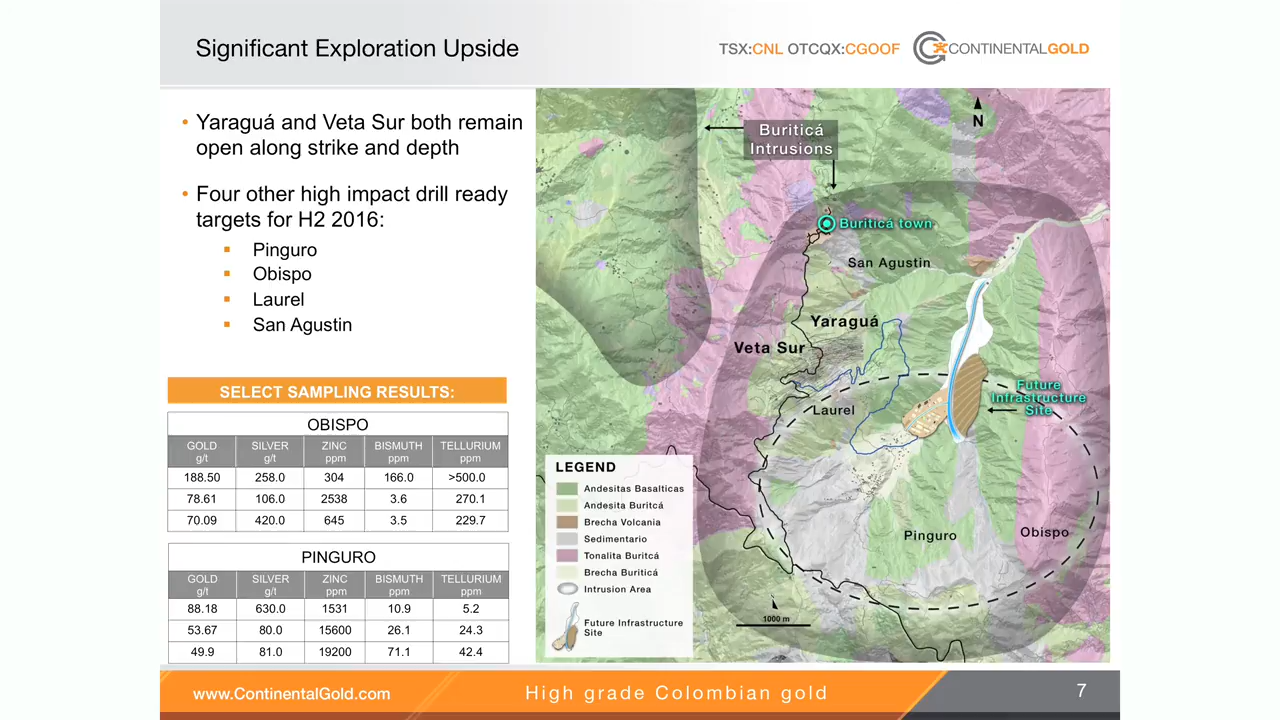 Significant Exploration Upside
TSX:CNL OTCQX:CGOOF
CONTINENTALGOLD
• Yaraguá and Veta Sur both remain
open along strike and depth
• Four other high impact drill ready
targets for H2 2016:
▪ Pinguro
▪ Obispo
▪ Laurel
▪ San Agustin
SELECT SAMPLING RESULTS:
OBISPO
GOLD g/t SILVER g/t ZINC ppm BISMUTH ppm TELLURIUM ppm
188.50 258.0 304 166.0 >500.0
78.61 106.0 2538 3.6 270.1
70.09 420.0 645 3.5 229.7
PINGURO
GOLD g/t SILVER g/t ZINC ppm BISMUTH ppm TELLURIUM ppm
88.18 630.0 1531 10.9 5.2
53.67 80.0 15600 26.1 24.3
49.9 81.0 19200 71.1 42.4
N
Buriticá
Intrusions
Buriticá town
San Agustin
Yaraguá
Veta Sur
Laurel
Future
Infrastructure
Site
Pinguro
Obispo
LEGEND
Andesitas Basalticas
Andesita Buritcá
Brecha Volcania
Sedimentario
Tonalita Buritcá
Brecha Buriticá
Intrusion Area
Future Infrastructure
Site
1000 m
www.ContinentalGold.com
High grade Colombian gold
7